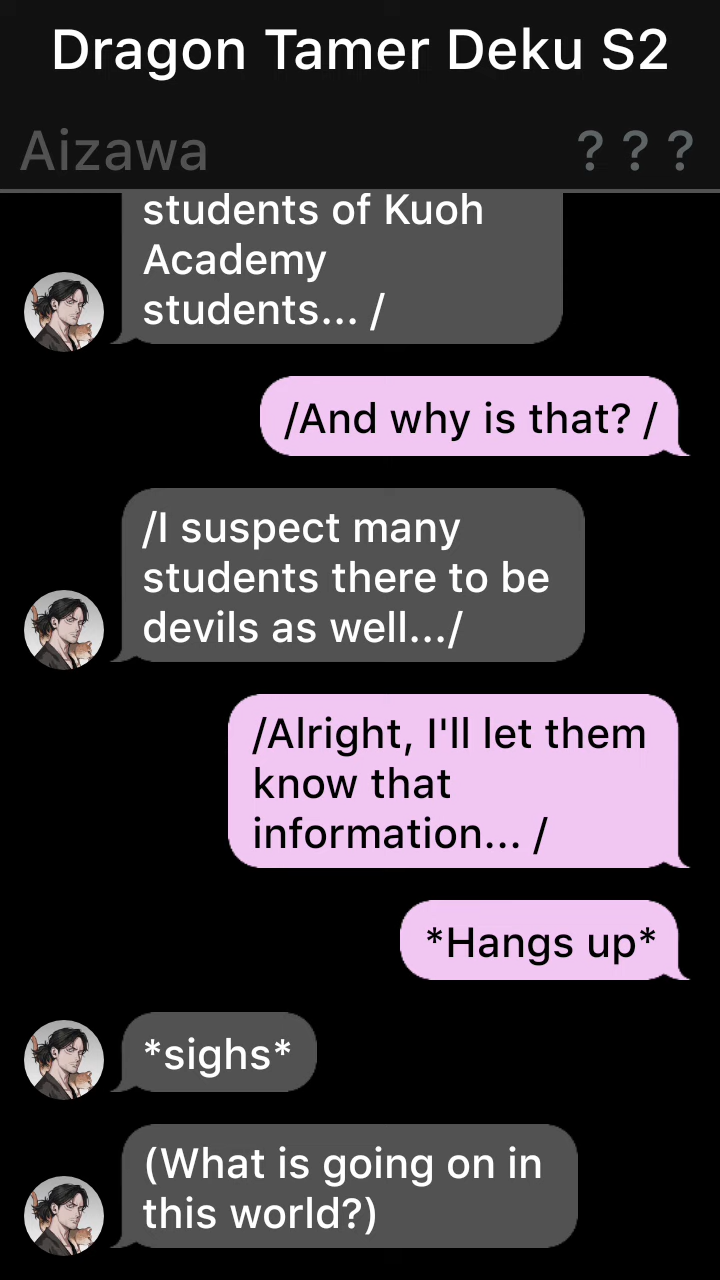 Dragon Tamer Deku S2
Aizawa ? ? ?
students of Kuoh
Academy
students... /
/And why is that? /
/I suspect many
students there to be
devils as well.../
/Alright, I'll let them
know that
information... /
*Hangs up*
*sighs*
(What is going on in
this world?)